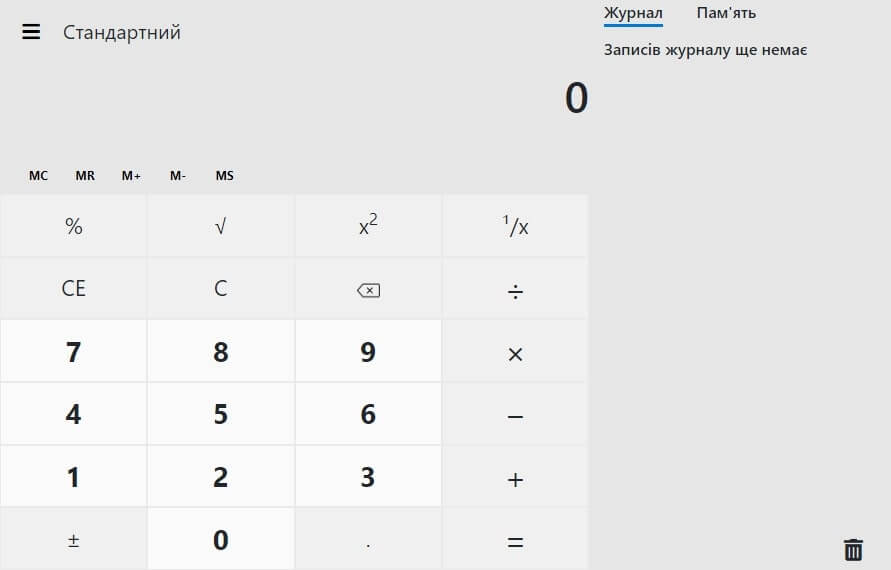 Журнал Пам'ять
Стандартний
Записів журналу ще немає
0
MC MR M+ M- MS
% √ x² ¹/x
CE C ÷
7 8 9 ×
4 5 6 −
1 2 3 +
± 0 . =